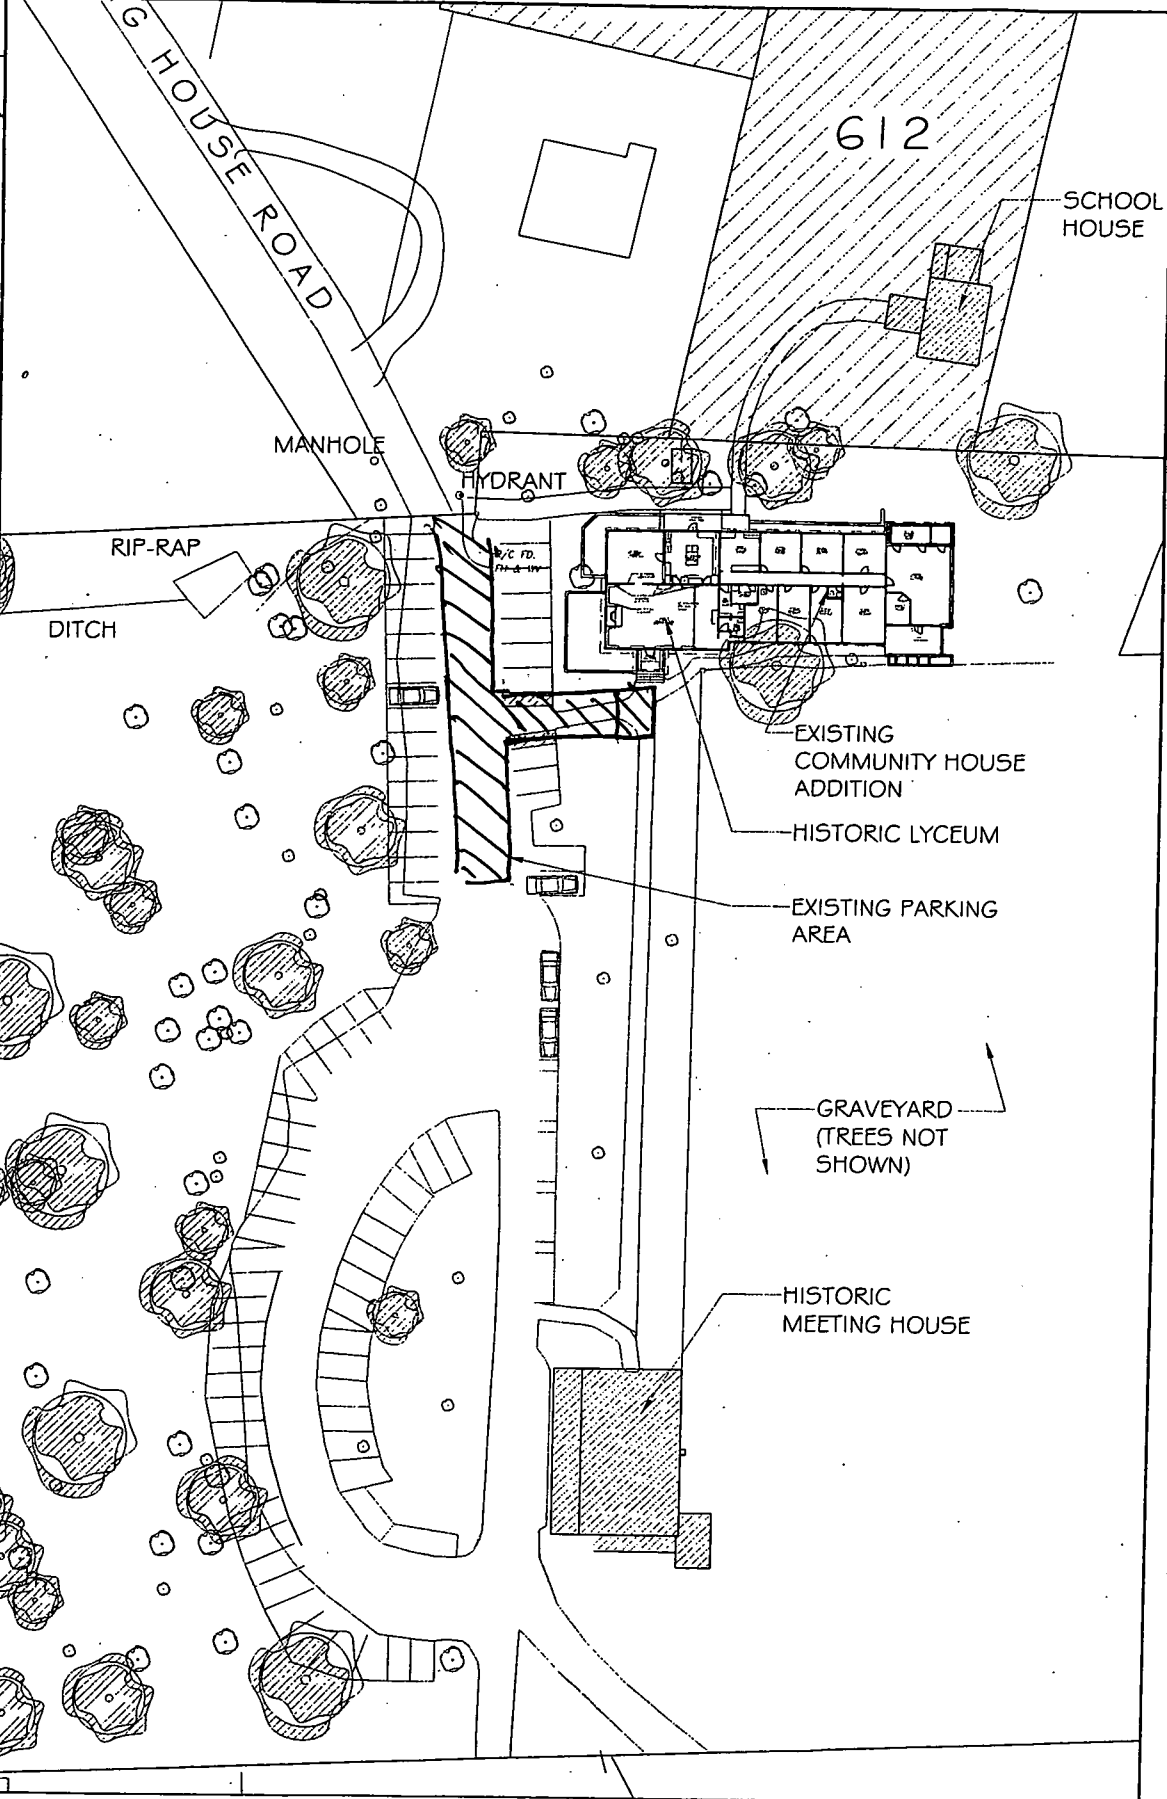 G HOUSE ROAD
612
SCHOOL
HOUSE
MANHOLE
HYDRANT
RIP-RAP
DITCH
EXISTING
COMMUNITY HOUSE
ADDITION
HISTORIC LYCEUM
EXISTING PARKING
AREA
GRAVEYARD
(TREES NOT
SHOWN)
HISTORIC
MEETING HOUSE